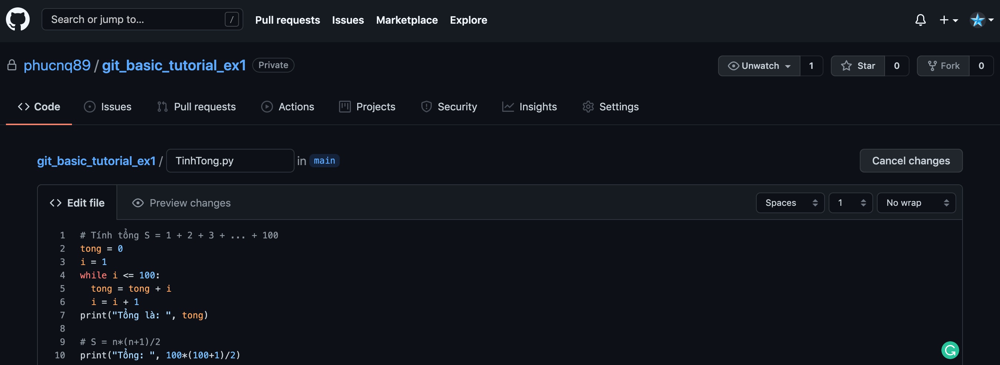 Search or jump to... / Pull requests Issues Marketplace Explore
phucnq89 / git_basic_tutorial_ex1 Private Unwatch 1 Star 0 Fork 0
Code Issues Pull requests Actions Projects Security Insights Settings
git_basic_tutorial_ex1 / TinhTong.py in main Cancel changes
Edit file Preview changes Spaces 1 No wrap
1 # Tính tổng S = 1 + 2 + 3 + ... + 100
2 tong = 0
3 i = 1
4 while i <= 100:
5   tong = tong + i
6   i = i + 1
7 print("Tổng là: ", tong)
8
9 # S = n*(n+1)/2
10 print("Tổng: ", 100*(100+1)/2)